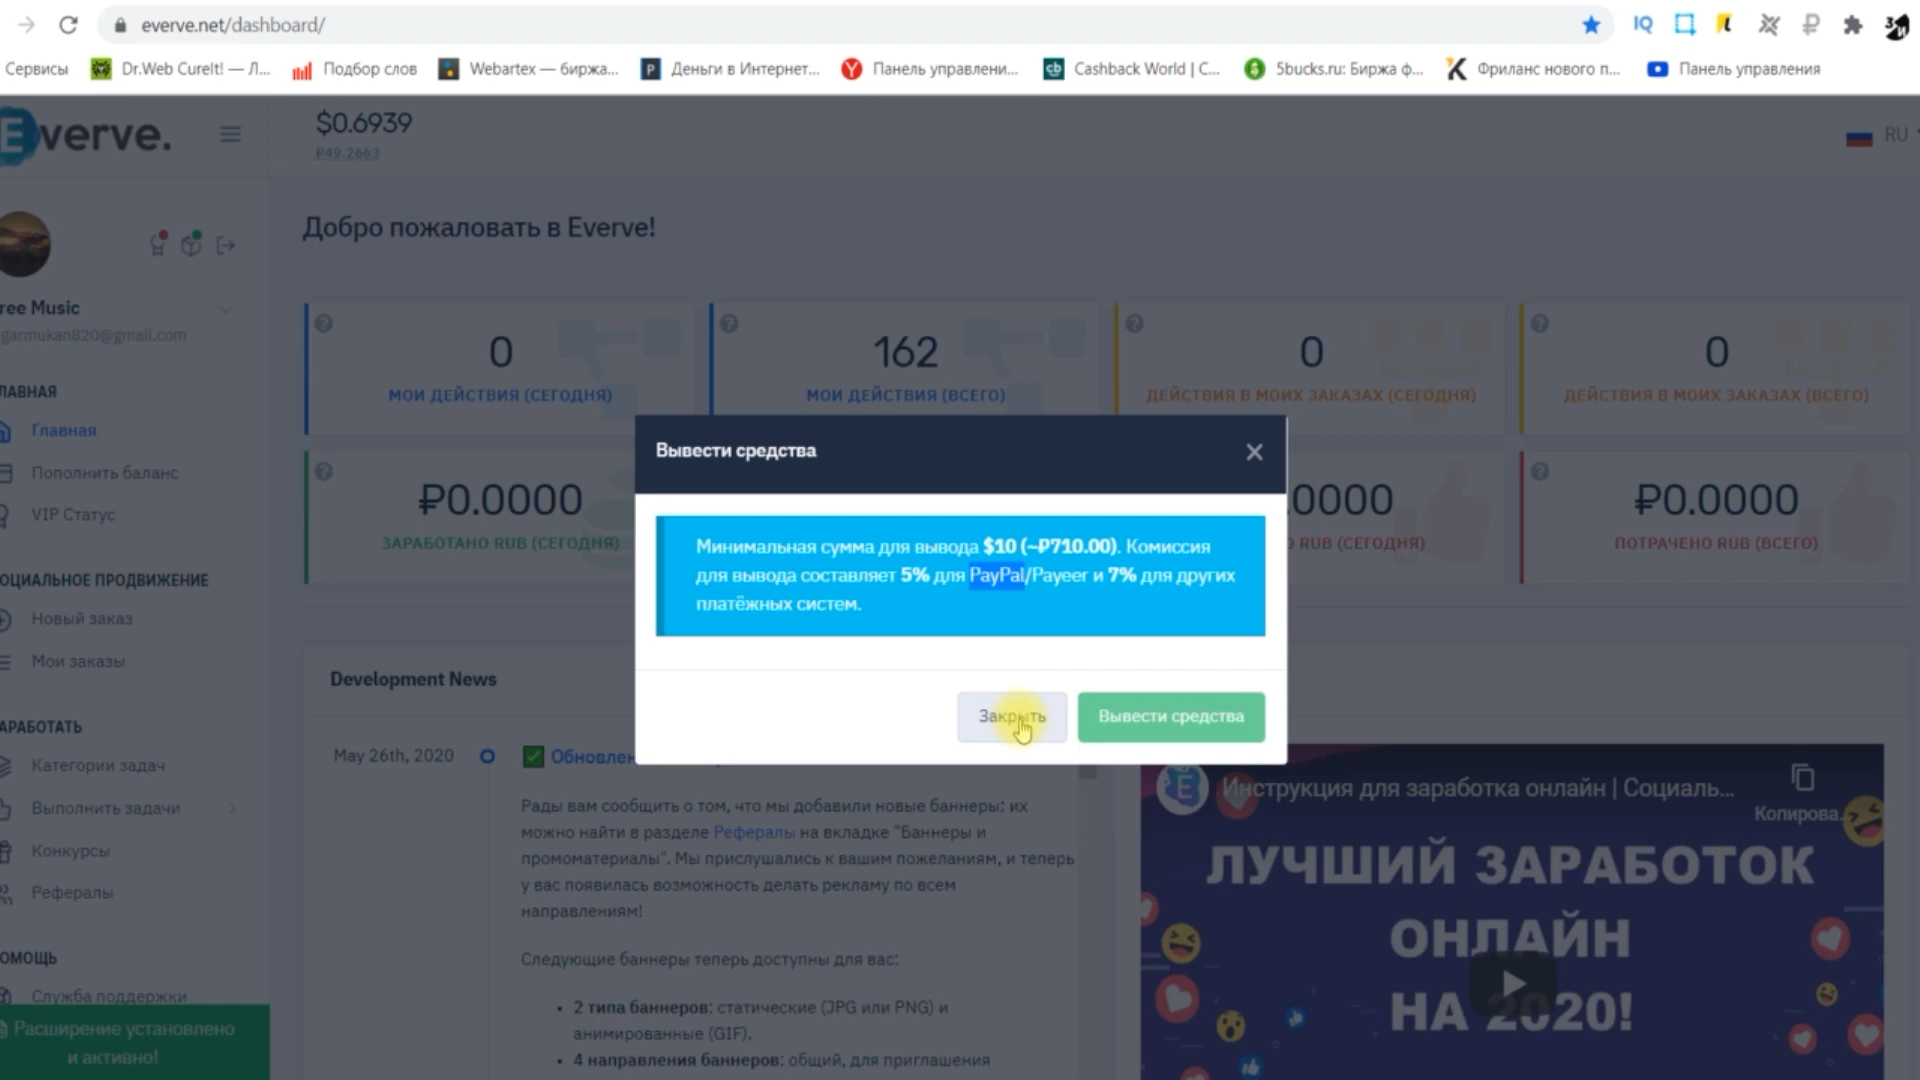 everve.net/dashboard/
IQ
Сервисы
Dr.Web CureIt! — Л...
Подбор слов
Webartex — биржа...
P
Деньги в Интернет...
Панель управлени...
cb
Cashback World | С...
5bucks.ru: Биржа ф...
Фриланс нового п...
Панель управления
Everve.
$0.6939
₽49.2663
RU
Добро пожаловать в Everve!
ree Music
garmukan820@gmail.com
0
МОИ ДЕЙСТВИЯ (СЕГОДНЯ)
162
МОИ ДЕЙСТВИЯ (ВСЕГО)
0
ДЕЙСТВИЯ В МОИХ ЗАКАЗАХ (СЕГОДНЯ)
0
ДЕЙСТВИЯ В МОИХ ЗАКАЗАХ (ВСЕГО)
₽0.0000
ЗАРАБОТАНО RUB (СЕГОДНЯ)
.0000
О RUB (СЕГОДНЯ)
₽0.0000
ПОТРАЧЕНО RUB (ВСЕГО)
ЛАВНАЯ
Главная
Пополнить баланс
VIP Статус
ОЦИАЛЬНОЕ ПРОДВИЖЕНИЕ
Новый заказ
Мои заказы
АРАБОТАТЬ
Категории задач
Выполнить задачи
Конкурсы
Рефералы
ОМОЩЬ
Служба поддержки
Расширение установлено
и активно!
Вывести средства
Минимальная сумма для вывода $10 (~₽710.00). Комиссия
для вывода составляет 5% для PayPal/Payeer и 7% для других
платёжных систем.
Закрыть
Вывести средства
Development News
May 26th, 2020
Обновлен
Рады вам сообщить о том, что мы добавили новые баннеры: их
можно найти в разделе Рефералы на вкладке "Баннеры и
промоматериалы". Мы прислушались к вашим пожеланиям, и теперь
у вас появилась возможность делать рекламу по всем
направлениям!
Следующие баннеры теперь доступны для вас:
• 2 типа баннеров: статические (JPG или PNG) и
анимированные (GIF).
• 4 направления баннеров: общий, для приглашения
Инструкция для заработка онлайн | Социаль...
Копирова...
ЛУЧШИЙ ЗАРАБОТОК
ОНЛАЙН
НА 2020!